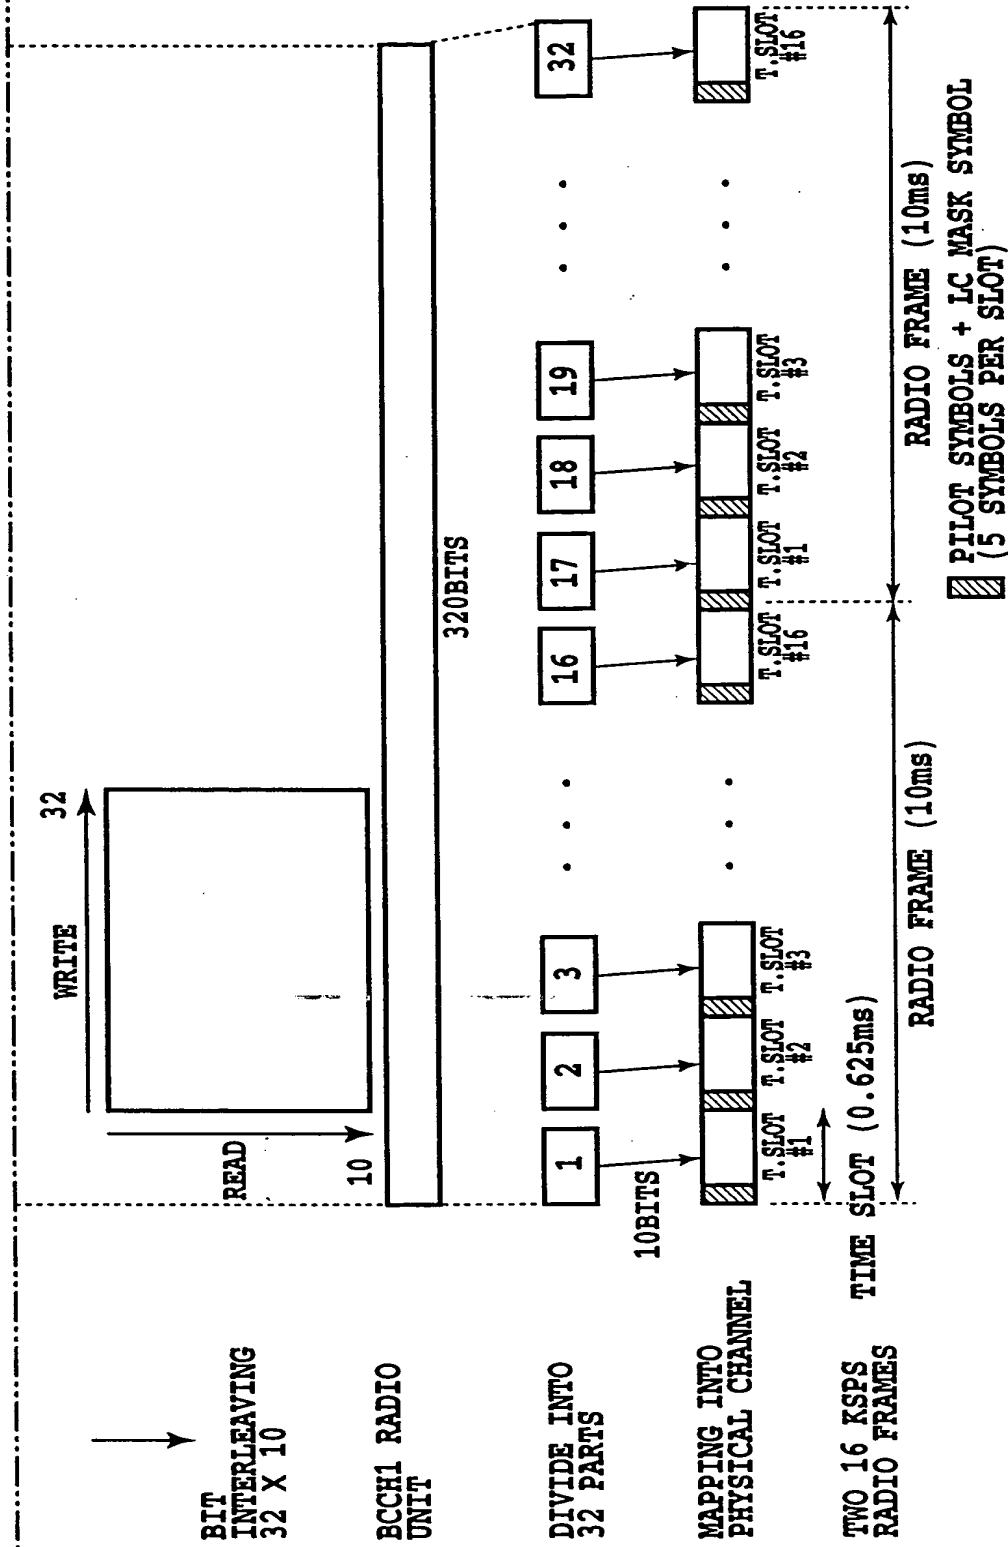 BIT
INTERLEAVING
32 X 10
WRITE
32
READ
10
BCCH1 RADIO
UNIT
320BITS
DIVIDE INTO
32 PARTS
1
2
3
16
17
18
19
32
10BITS
MAPPING INTO
PHYSICAL CHANNEL
T.SLOT
#1
T.SLOT
#2
T.SLOT
#3
T.SLOT
#16
T.SLOT
#1
T.SLOT
#2
T.SLOT
#3
T.SLOT
#16
TWO 16 KSPS
RADIO FRAMES
TIME SLOT (0.625ms)
RADIO FRAME (10ms)
RADIO FRAME (10ms)
PILOT SYMBOLS + LC MASK SYMBOL
(5 SYMBOLS PER SLOT)